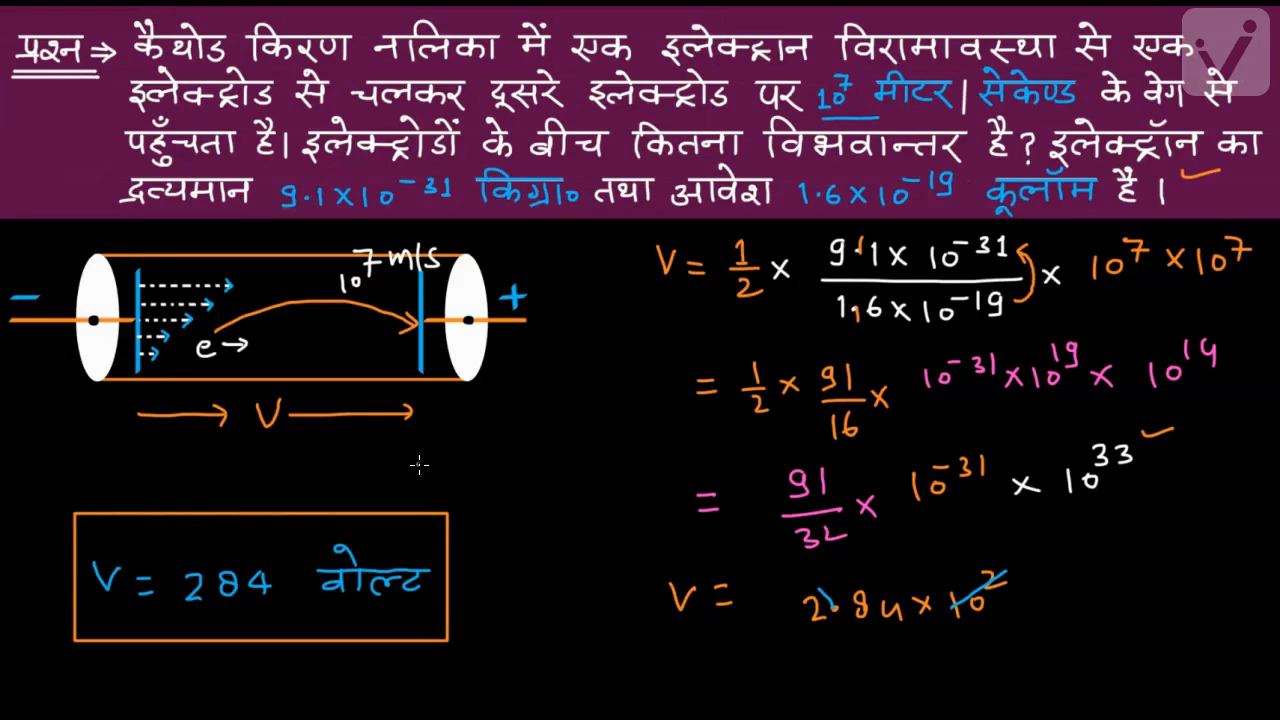 प्रश्न ⇒ कैथोड किरण नलिका में एक इलेक्ट्रान विरामावस्था से एक
इलेक्ट्रोड से चलकर दूसरे इलेक्ट्रोड पर 10⁷ मीटर/सेकेण्ड के वेग से
पहुँचता है। इलेक्ट्रोडों के बीच कितना विभवान्तर है? इलेक्ट्रॉन का
द्रव्यमान 9.1×10⁻³¹ किग्रा० तथा आवेश 1.6×10⁻¹⁹ कूलॉम है।
10⁷ m/s
− +
e →
V
V = 284 वोल्ट
V = 1/2 × 9.1×10⁻³¹/1.6×10⁻¹⁹ × 10⁷×10⁷
= 1/2 × 91/16 × 10⁻³¹×10¹⁹ × 10¹⁴
= 91/32 × 10⁻³¹ × 10³³
V = 2.84×10²